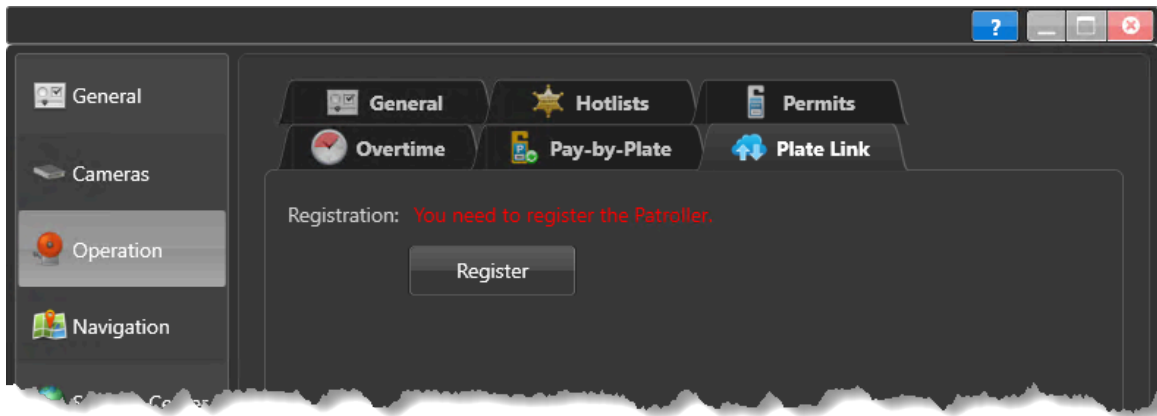 ?
General
Cameras
Operation
Navigation
General
Hotlists
Permits
Overtime
Pay-by-Plate
Plate Link
Registration: You need to register the Patroller.
Register